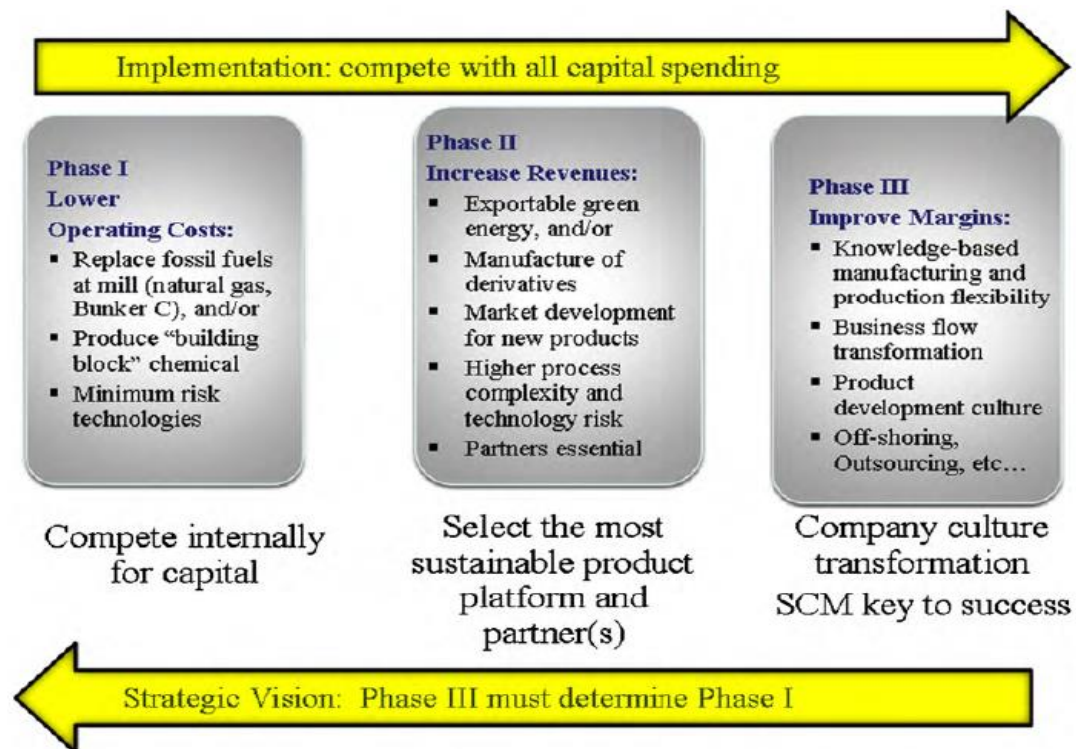 Implementation: compete with all capital spending
Phase I
Lower
Operating Costs:
▪ Replace fossil fuels
at mill (natural gas,
Bunker C), and/or
▪ Produce “building
block” chemical
▪ Minimum risk
technologies
Compete internally
for capital
Phase II
Increase Revenues:
▪ Exportable green
energy, and/or
▪ Manufacture of
derivatives
▪ Market development
for new products
▪ Higher process
complexity and
technology risk
▪ Partners essential
Select the most
sustainable product
platform and
partner(s)
Phase III
Improve Margins:
▪ Knowledge-based
manufacturing and
production flexibility
▪ Business flow
transformation
▪ Product
development culture
▪ Off-shoring,
Outsourcing, etc…
Company culture
transformation
SCM key to success
Strategic Vision: Phase III must determine Phase I